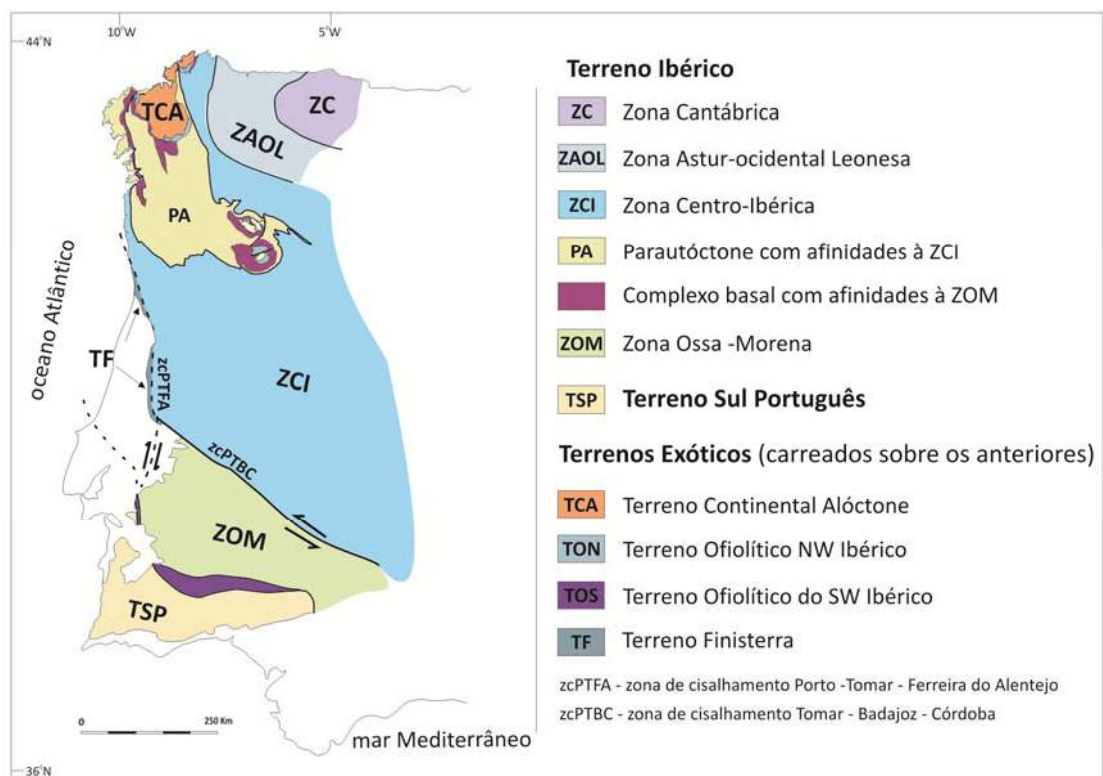 10°W
5°W
44°N
36°N
TCA
ZAOL
ZC
PA
oceano Atlântico
TF
zcPTFA
ZCI
zcPTBC
ZOM
TSP
0
250 Km
mar Mediterrâneo
Terreno Ibérico
ZC Zona Cantábrica
ZAOL Zona Astur-ocidental Leonesa
ZCI Zona Centro-Ibérica
PA Parautóctone com afinidades à ZCI
Complexo basal com afinidades à ZOM
ZOM Zona Ossa -Morena
TSP Terreno Sul Português
Terrenos Exóticos (carreados sobre os anteriores)
TCA Terreno Continental Alóctone
TON Terreno Ofiolítico NW Ibérico
TOS Terreno Ofiolítico do SW Ibérico
TF Terreno Finisterra
zcPTFA - zona de cisalhamento Porto -Tomar - Ferreira do Alentejo
zcPTBC - zona de cisalhamento Tomar - Badajoz - Córdoba